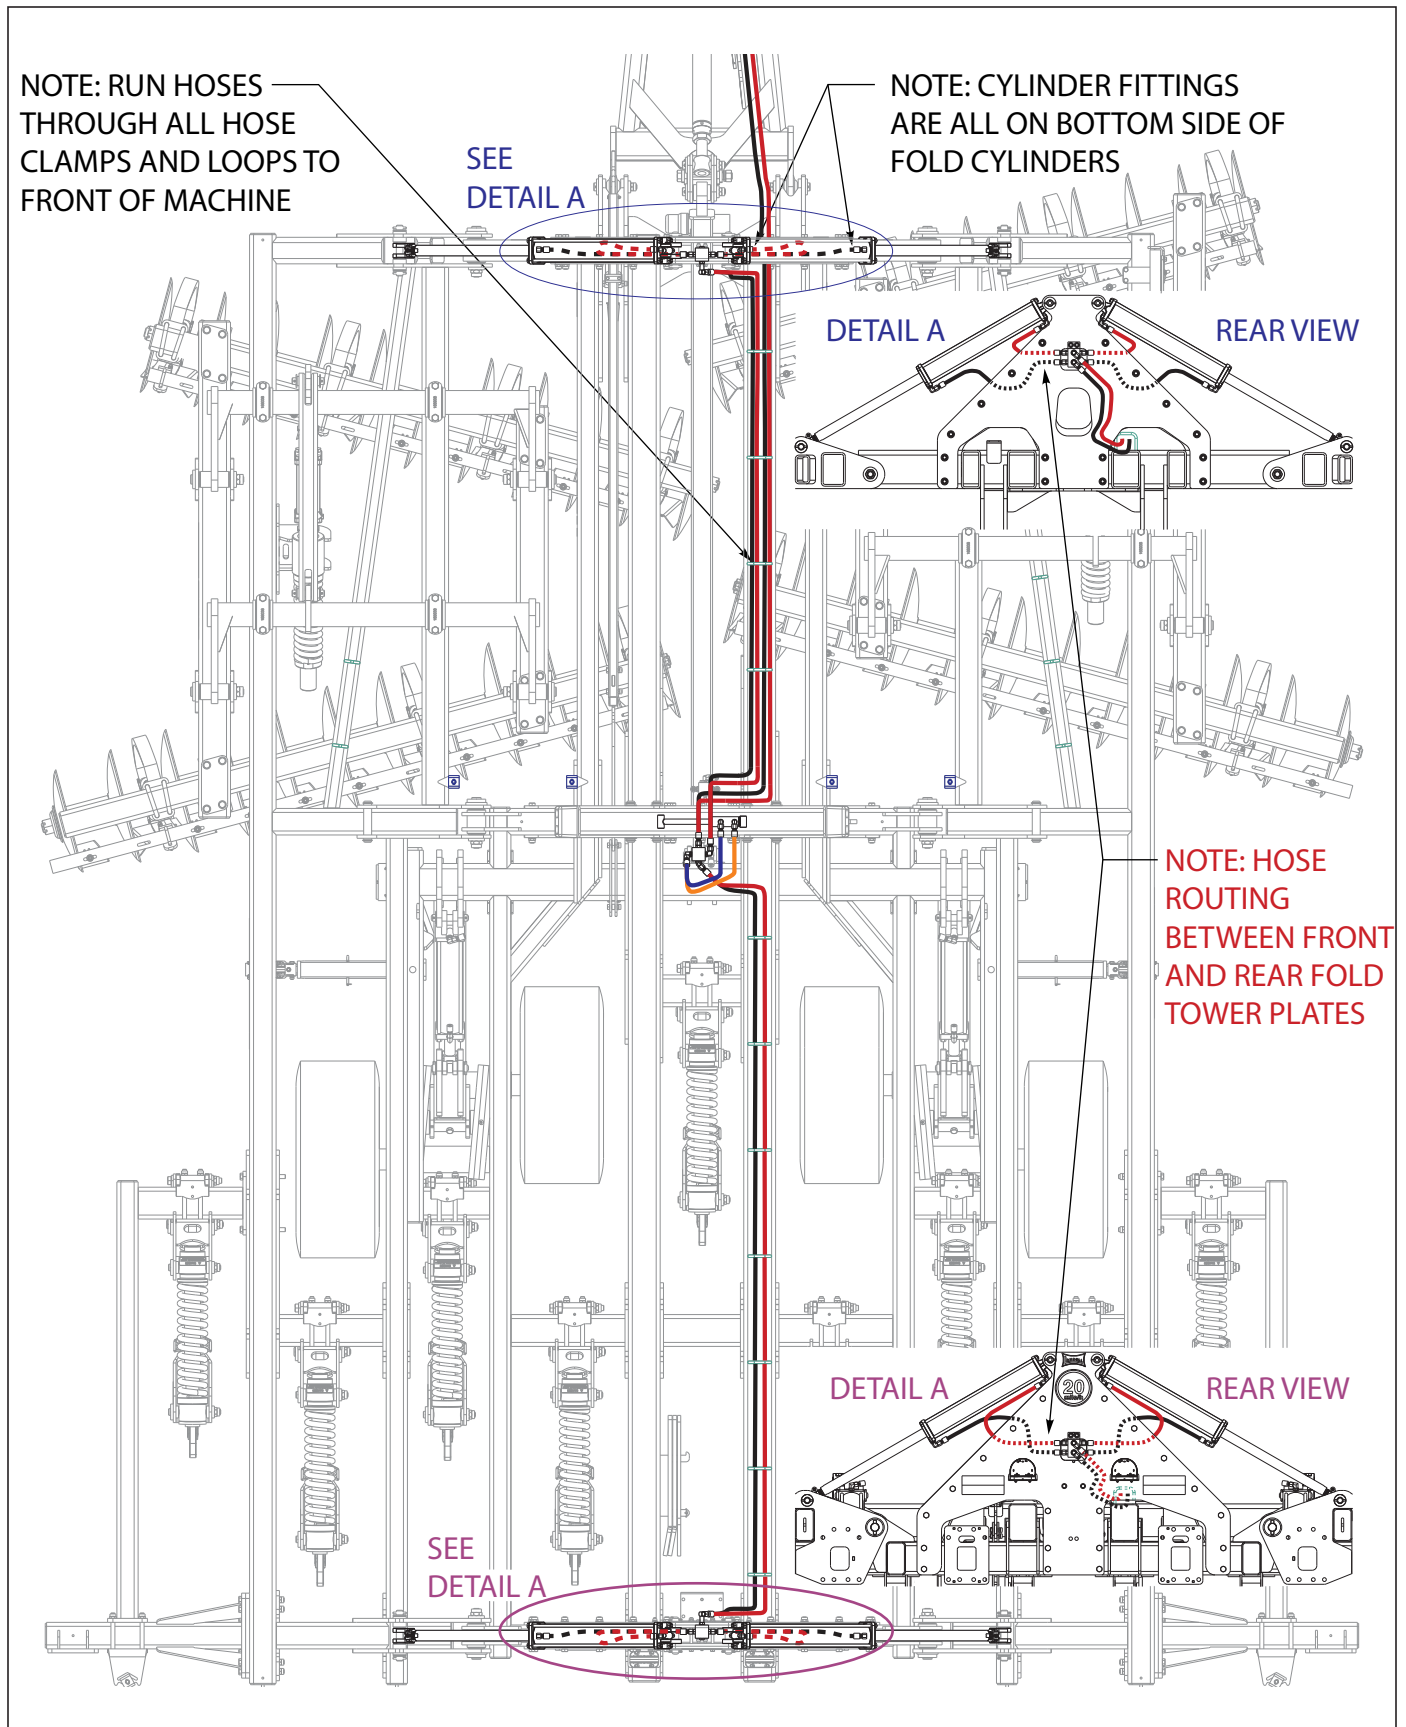 NOTE: RUN HOSES
THROUGH ALL HOSE
CLAMPS AND LOOPS TO
FRONT OF MACHINE
SEE
DETAIL A
NOTE: CYLINDER FITTINGS
ARE ALL ON BOTTOM SIDE OF
FOLD CYLINDERS
DETAIL A
REAR VIEW
NOTE: HOSE
ROUTING
BETWEEN FRONT
AND REAR FOLD
TOWER PLATES
DETAIL A
REAR VIEW
20
SEE
DETAIL A